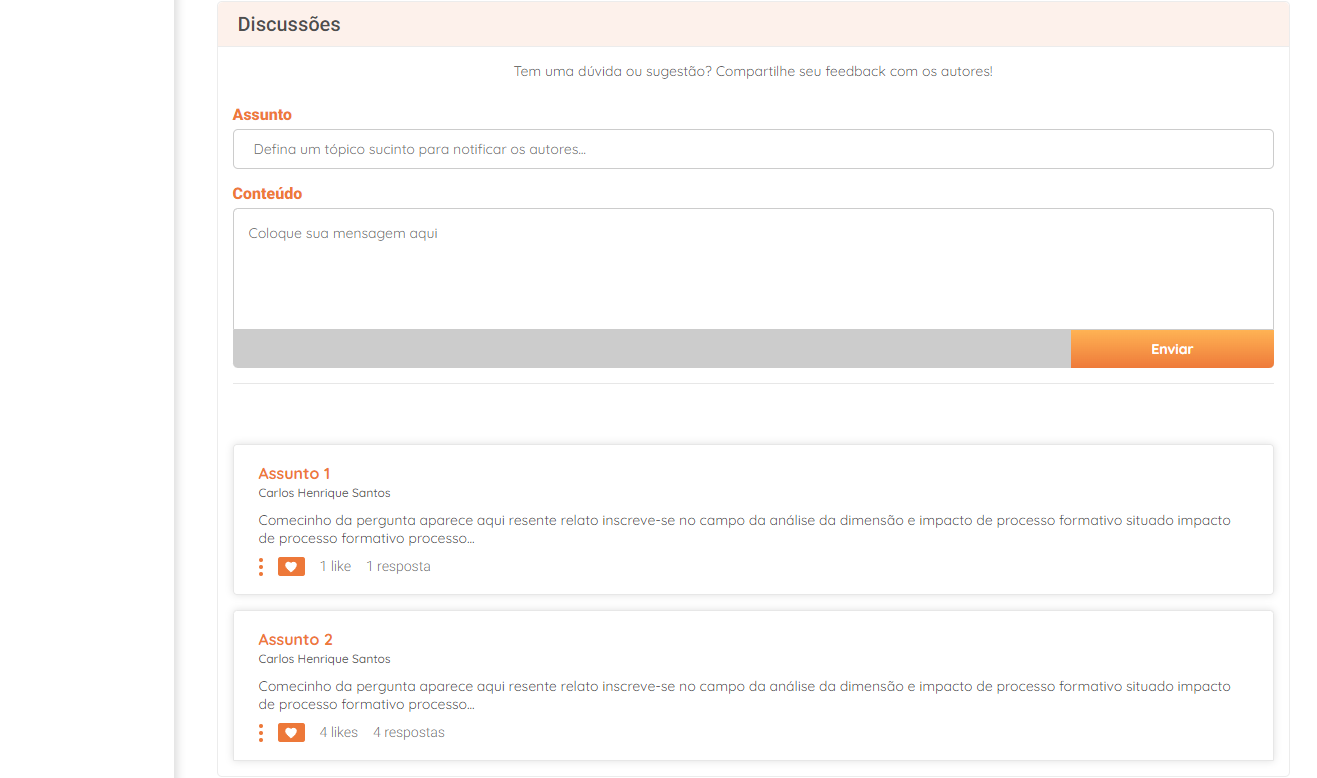 Discussões
Tem uma dúvida ou sugestão? Compartilhe seu feedback com os autores!
Assunto
Defina um tópico sucinto para notificar os autores...
Conteúdo
Coloque sua mensagem aqui
Enviar
Assunto 1
Carlos Henrique Santos
Comecinho da pergunta aparece aqui resente relato inscreve-se no campo da análise da dimensão e impacto de processo formativo situado impacto
de processo formativo processo...
1 like 1 resposta
Assunto 2
Carlos Henrique Santos
Comecinho da pergunta aparece aqui resente relato inscreve-se no campo da análise da dimensão e impacto de processo formativo situado impacto
de processo formativo processo...
4 likes 4 respostas